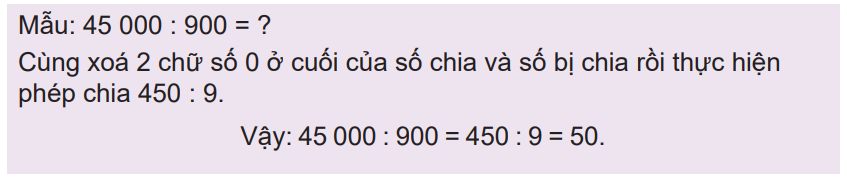 Mẫu: 45 000 : 900 = ?
Cùng xoá 2 chữ số 0 ở cuối của số chia và số bị chia rồi thực hiện
phép chia 450 : 9.
Vậy: 45 000 : 900 = 450 : 9 = 50.